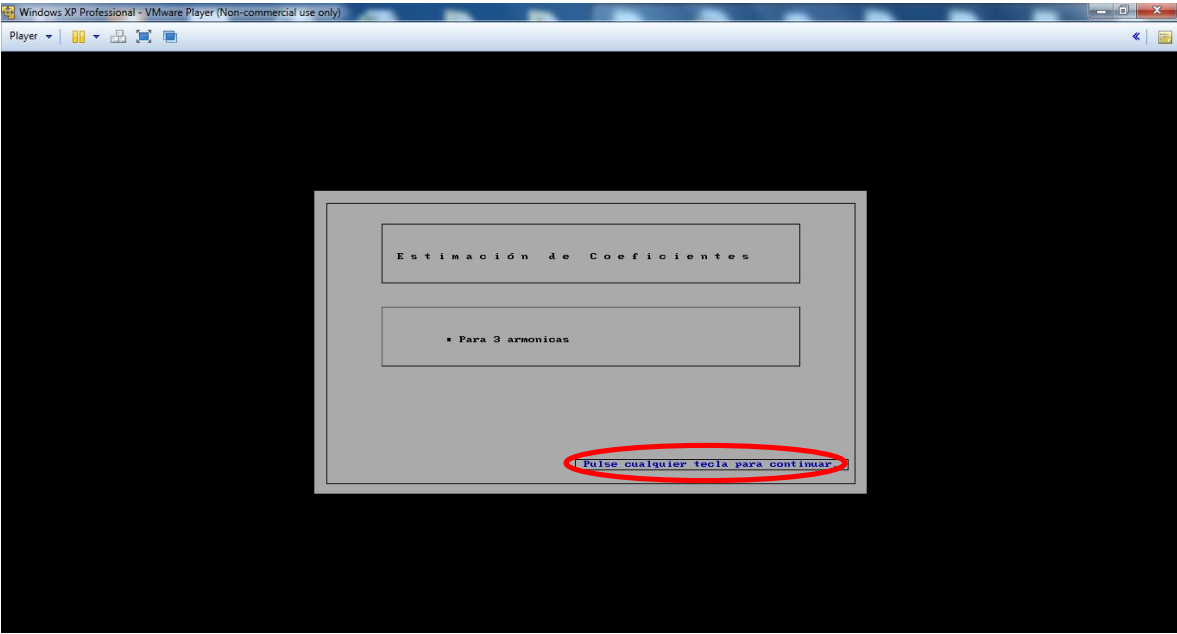 Windows XP Professional - VMware Player (Non-commercial use only)
Player
Estimación de Coeficientes
▪ Para 3 armonicas
Pulse cualquier tecla para continuar.